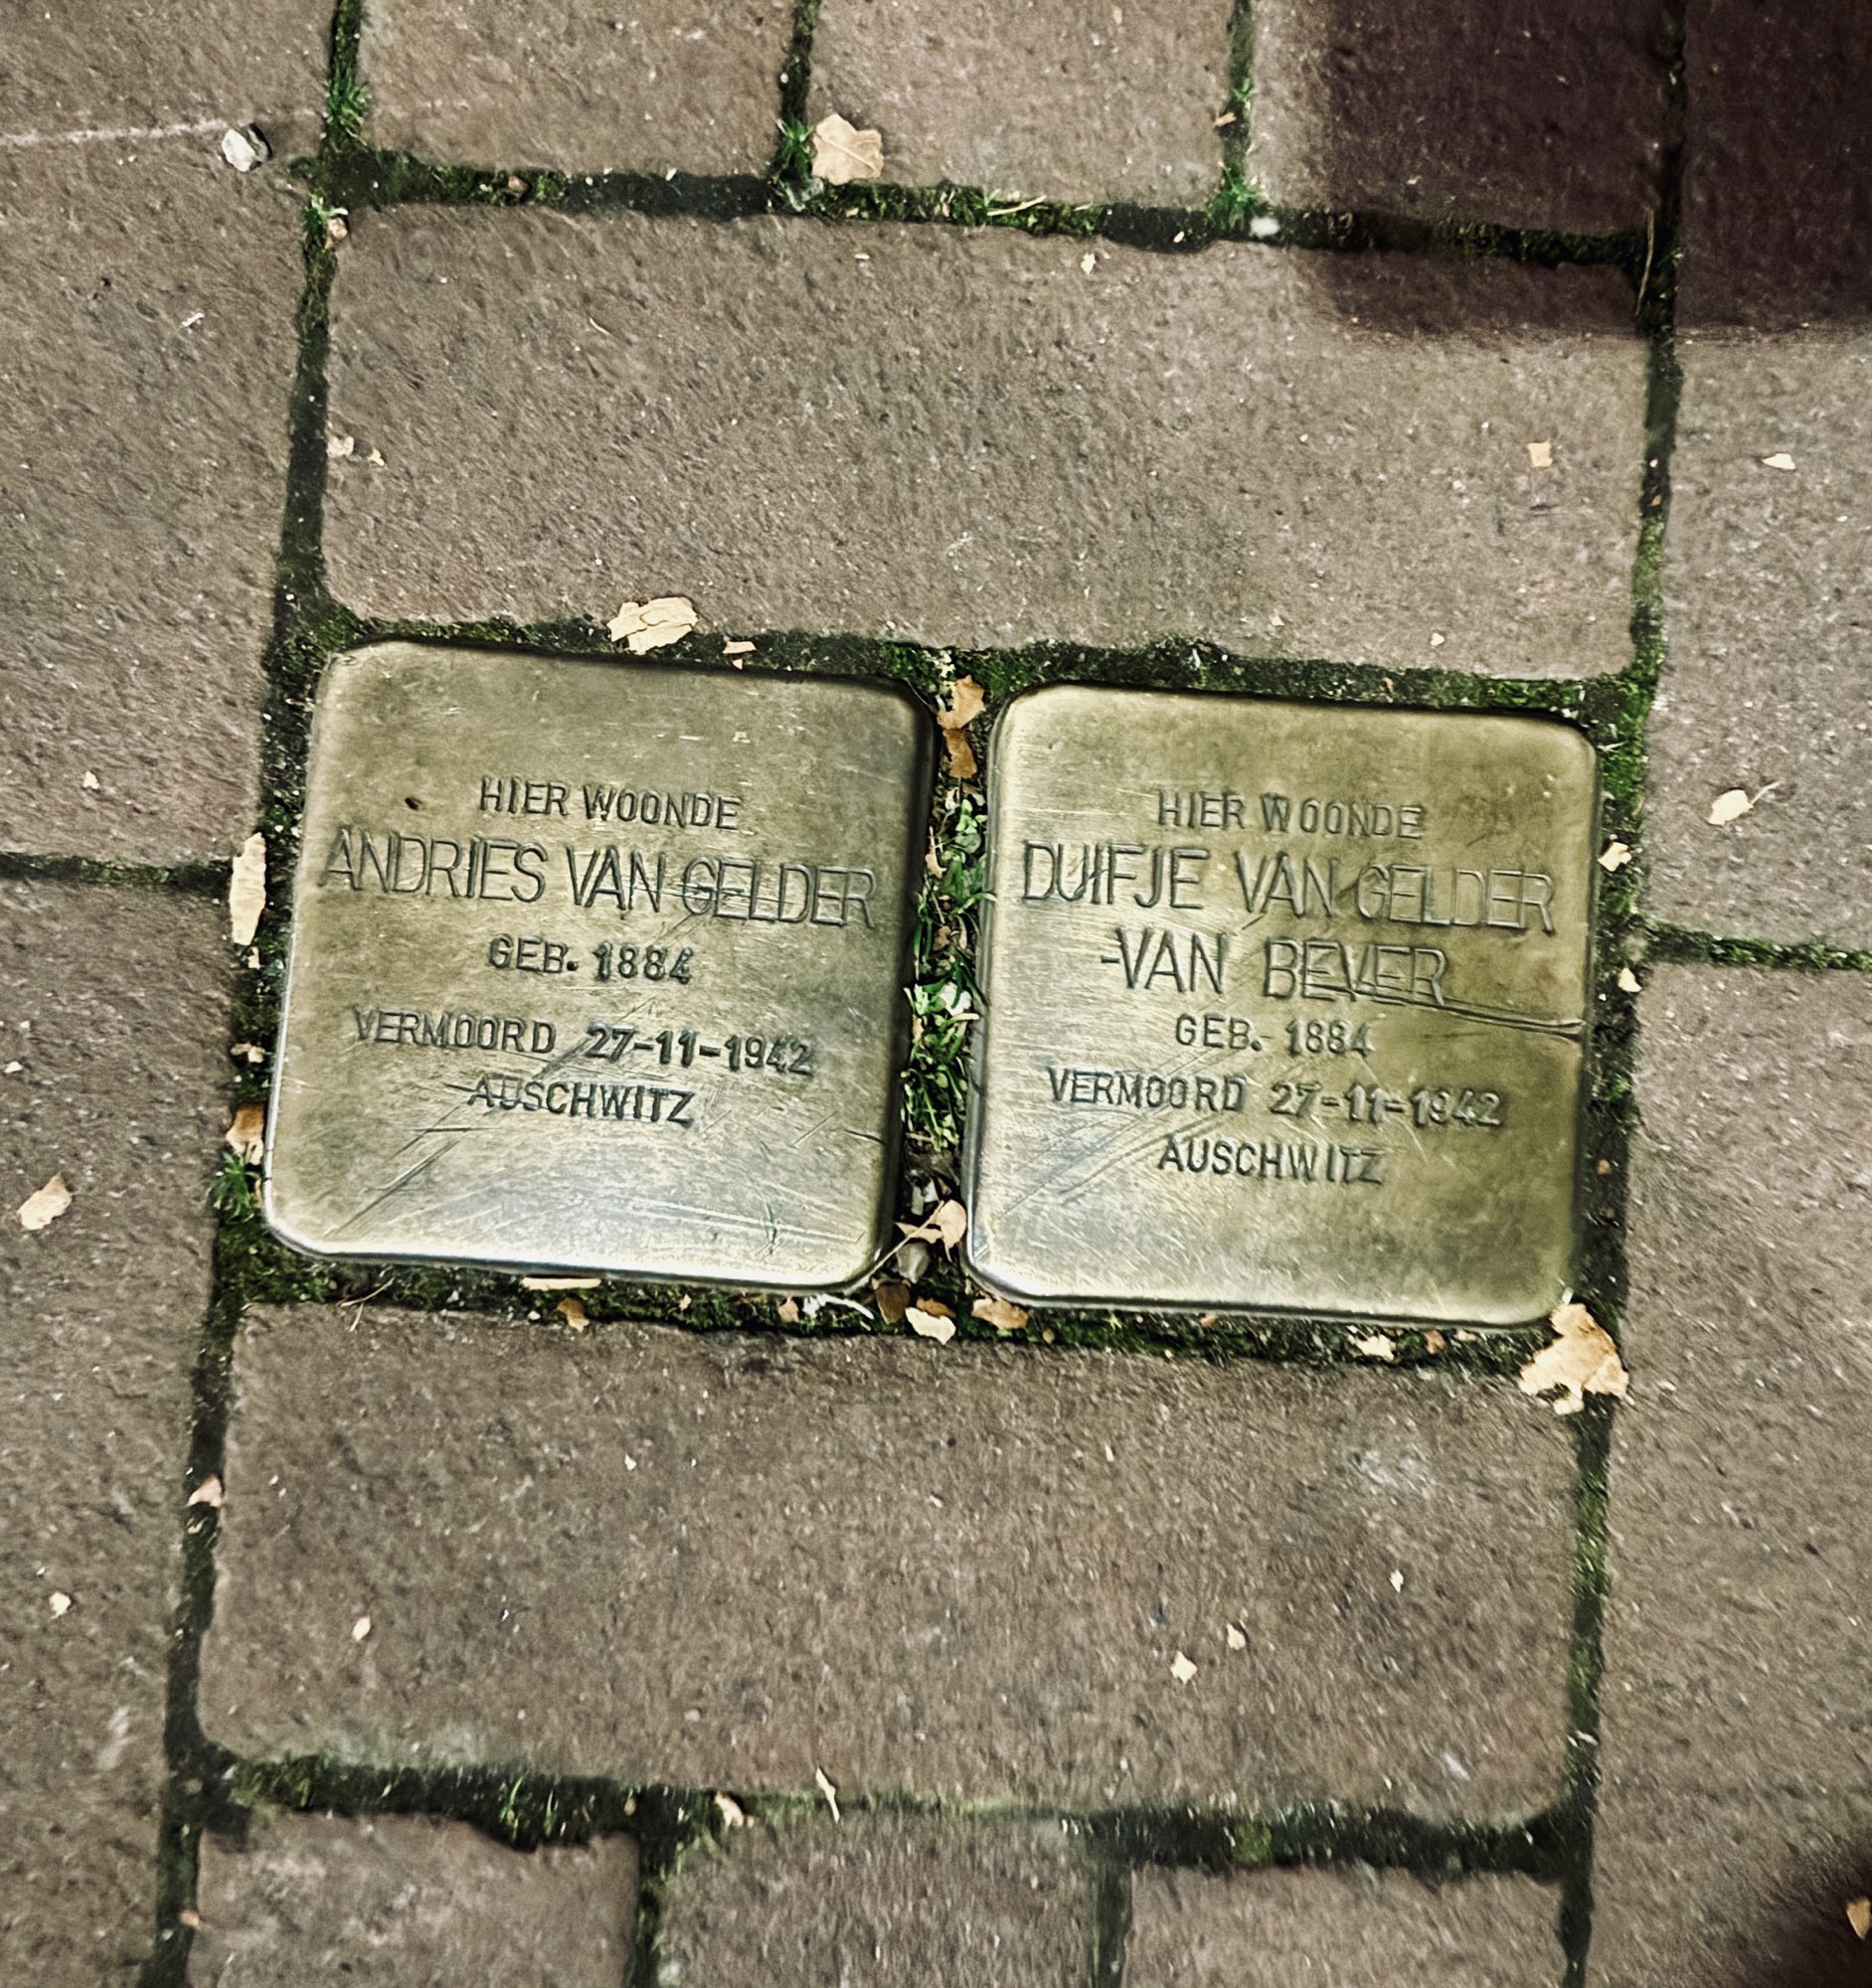 HIER WOONDE
ANDRIES VAN GELDER
GEB. 1884
VERMOORD 27-11-1942
AUSCHWITZ
HIER WOONDE
DUIFJE VAN GELDER
-VAN BEVER
GEB. 1884
VERMOORD 27-11-1942
AUSCHWITZ